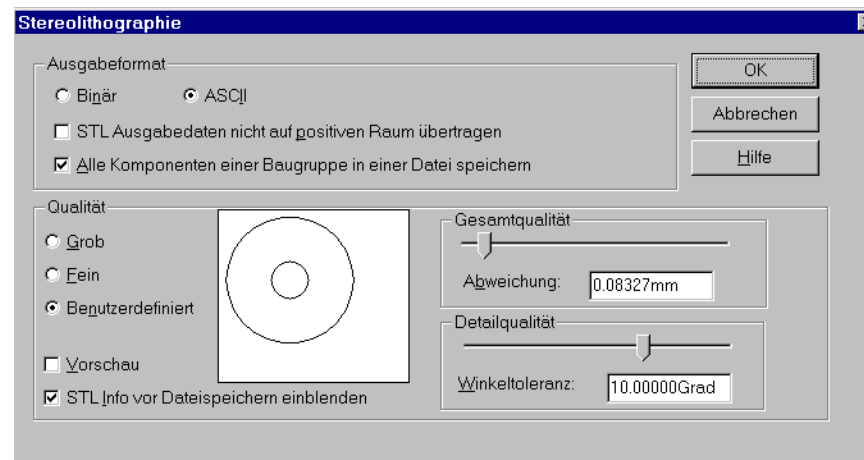 Stereolithographie
Ausgabeformat
Binär ASCII
STL Ausgabedaten nicht auf positiven Raum übertragen
Alle Komponenten einer Baugruppe in einer Datei speichern
OK
Abbrechen
Hilfe
Qualität
Grob
Fein
Benutzerdefiniert
Vorschau
STL Info vor Dateispeichern einblenden
Gesamtqualität
Abweichung: 0.08327mm
Detailqualität
Winkeltoleranz: 10.00000Grad